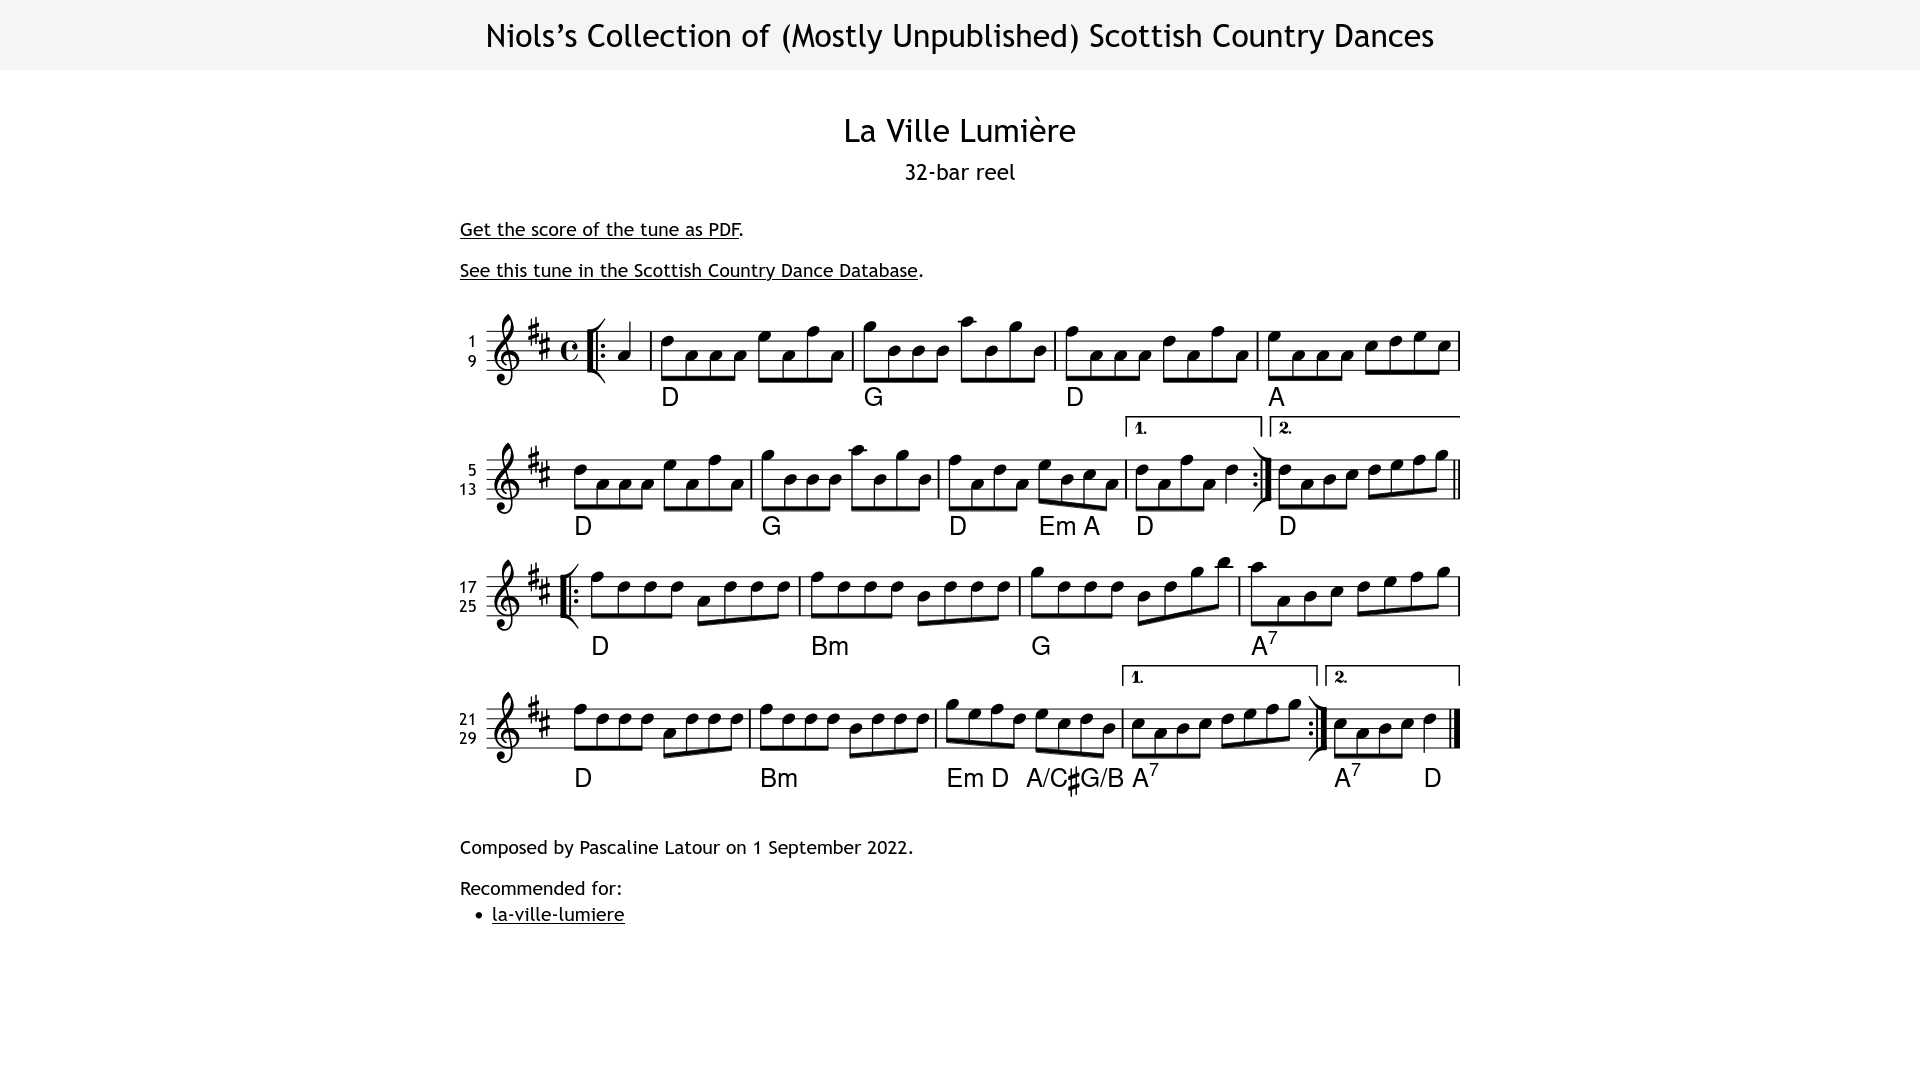 Niols’s Collection of (Mostly Unpublished) Scottish Country Dances
La Ville Lumière
32-bar reel
Get the score of the tune as PDF.
See this tune in the Scottish Country Dance Database.
1
9
D G D A
1. 2.
5
13
D G D Em A D D
17
25
D Bm G A7
1. 2.
21
29
D Bm Em D A/C♯ G/B A7 A7 D
Composed by Pascaline Latour on 1 September 2022.
Recommended for:
• la-ville-lumiere